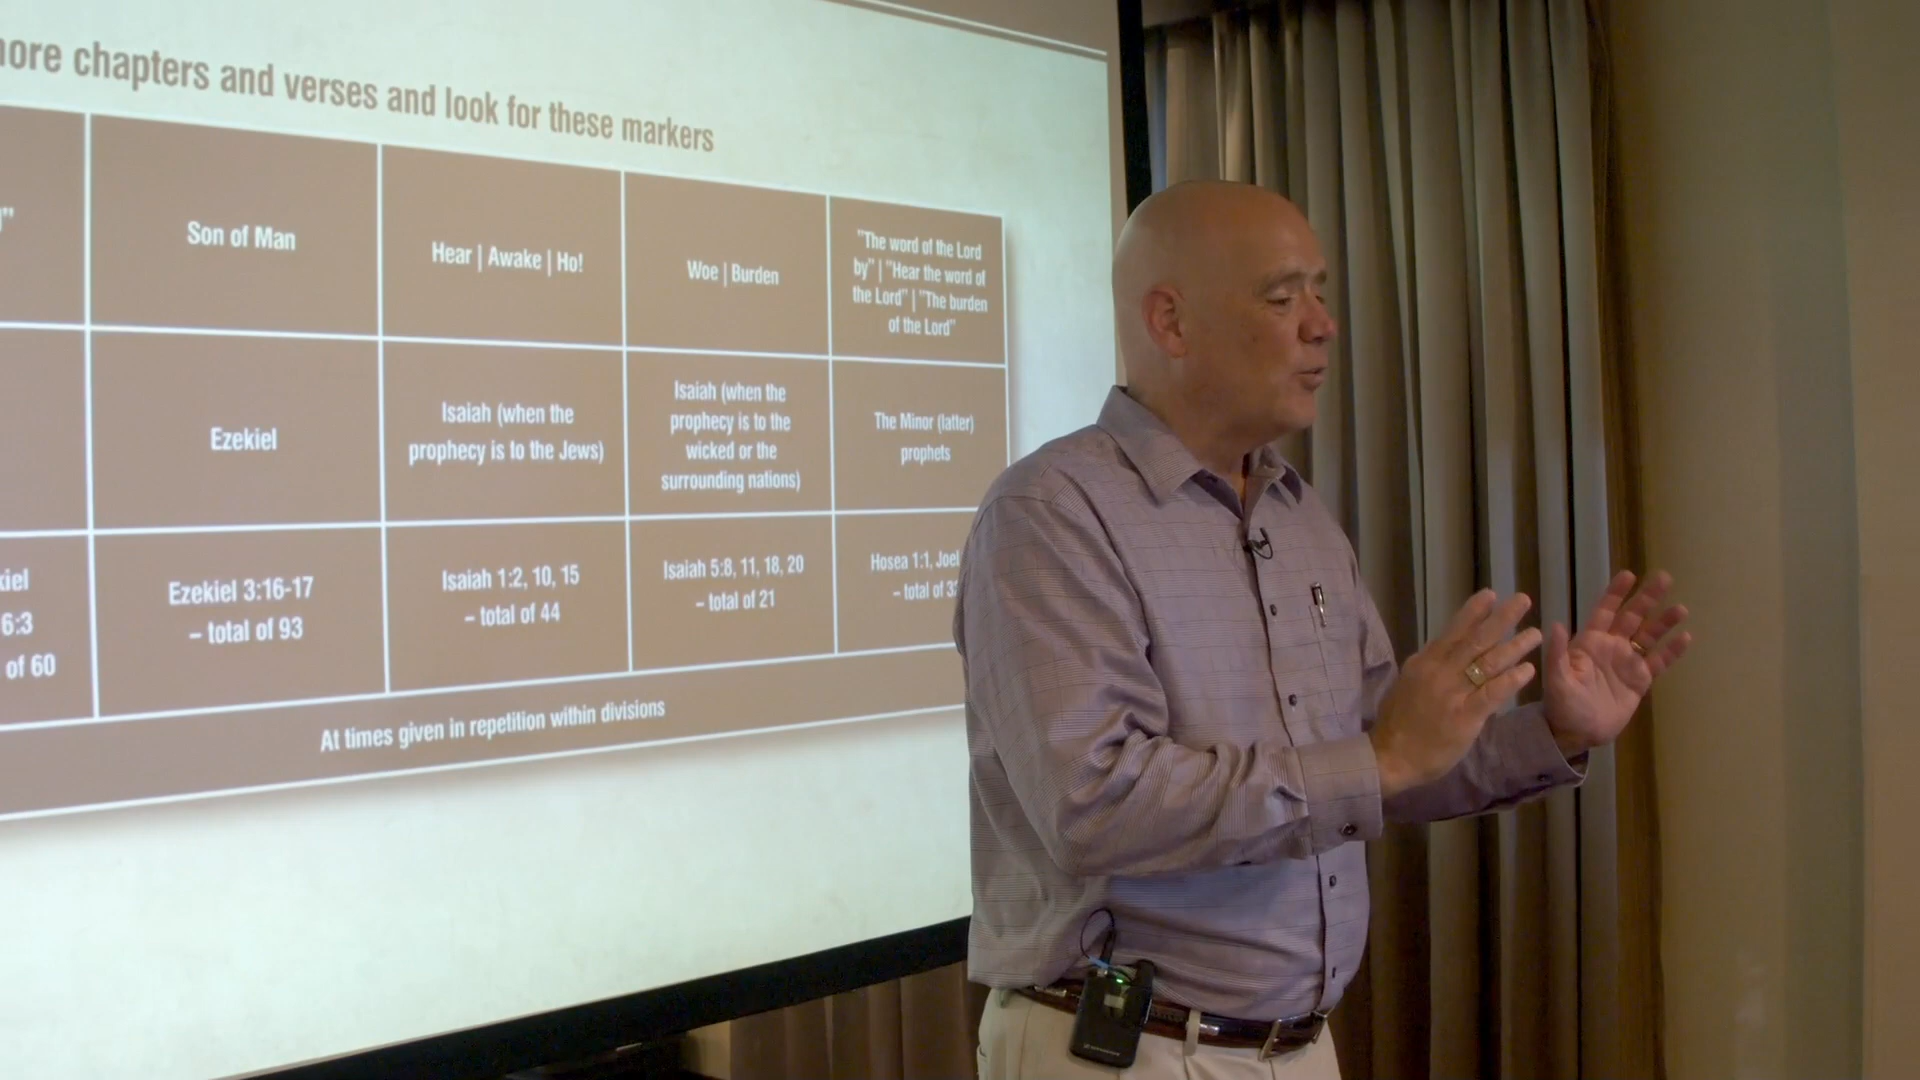 chapters and verses and look for these markers
Son of Man
Hear | Awake | Ho!
Woe | Burden
"The word of the Lord
by" | "Hear the word of
the Lord" | "The burden
of the Lord"
Ezekiel
Isaiah (when the
prophecy is to the Jews)
Isaiah (when the
prophecy is to the
wicked or the
surrounding nations)
The Minor (latter)
prophets
6:3
of 60
Ezekiel 3:16-17
– total of 93
Isaiah 1:2, 10, 15
– total of 44
Isaiah 5:8, 11, 18, 20
– total of 21
Hosea 1:1, Joel
– total of
At times given in repetition within divisions